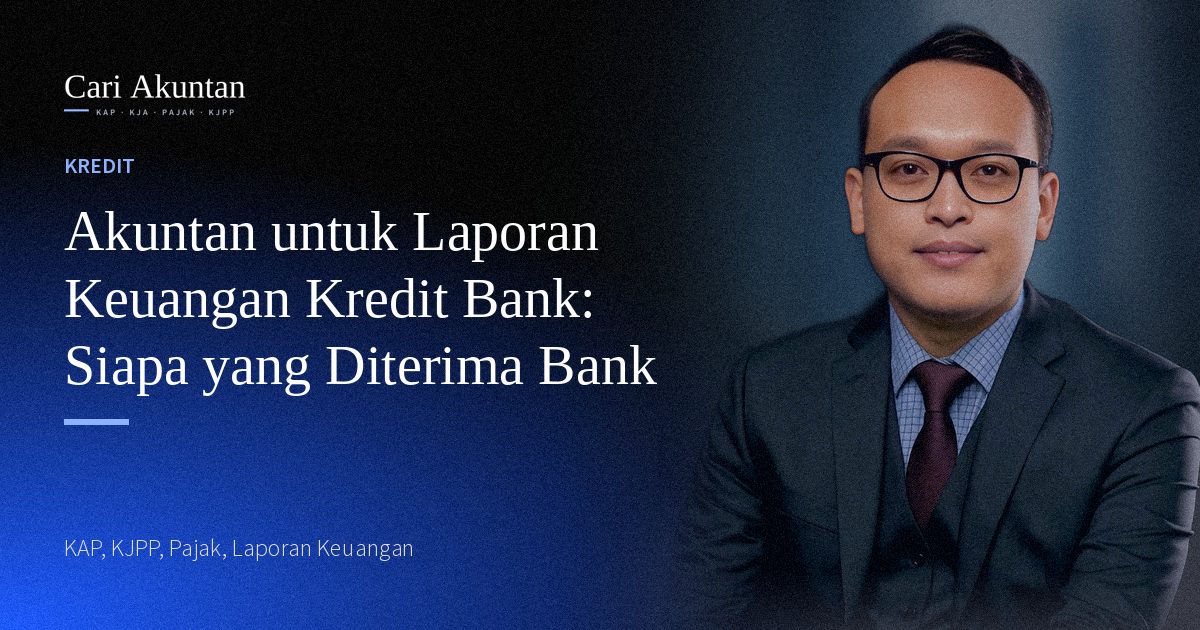 Cari Akuntan
KAP · KJA · PAJAK · KJPP
KREDIT
Akuntan untuk Laporan
Keuangan Kredit Bank:
Siapa yang Diterima Bank
KAP, KJPP, Pajak, Laporan Keuangan